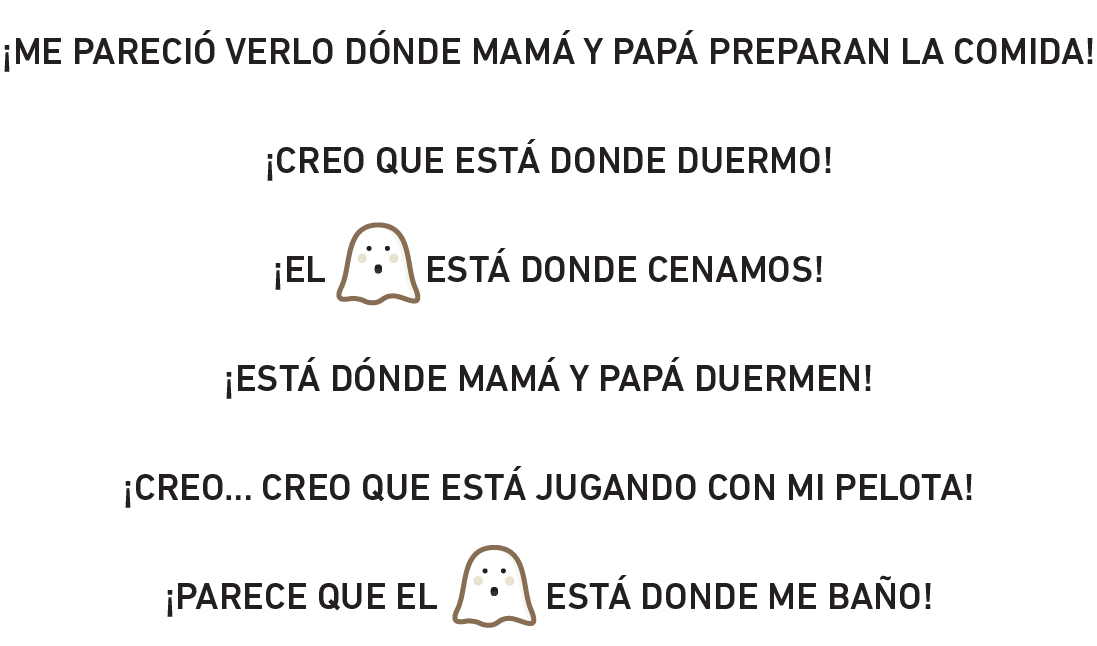 ¡ME PARECIÓ VERLO DÓNDE MAMÁ Y PAPÁ PREPARAN LA COMIDA!
¡CREO QUE ESTÁ DONDE DUERMO!
¡EL ESTÁ DONDE CENAMOS!
¡ESTÁ DÓNDE MAMÁ Y PAPÁ DUERMEN!
¡CREO... CREO QUE ESTÁ JUGANDO CON MI PELOTA!
¡PARECE QUE EL ESTÁ DONDE ME BAÑO!